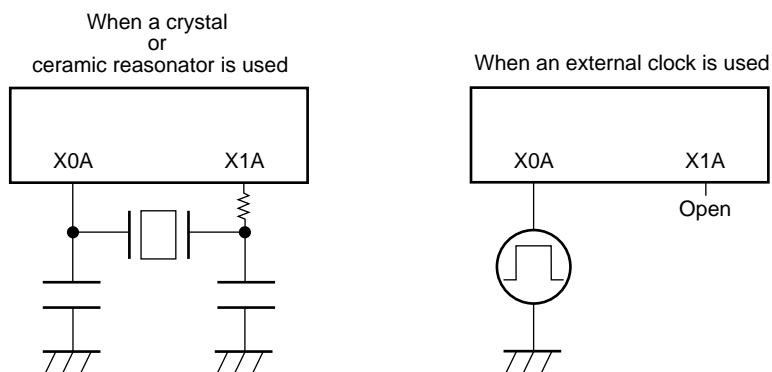 When a crystal
or
ceramic reasonator is used
X0A
X1A
When an external clock is used
X0A
X1A
Open